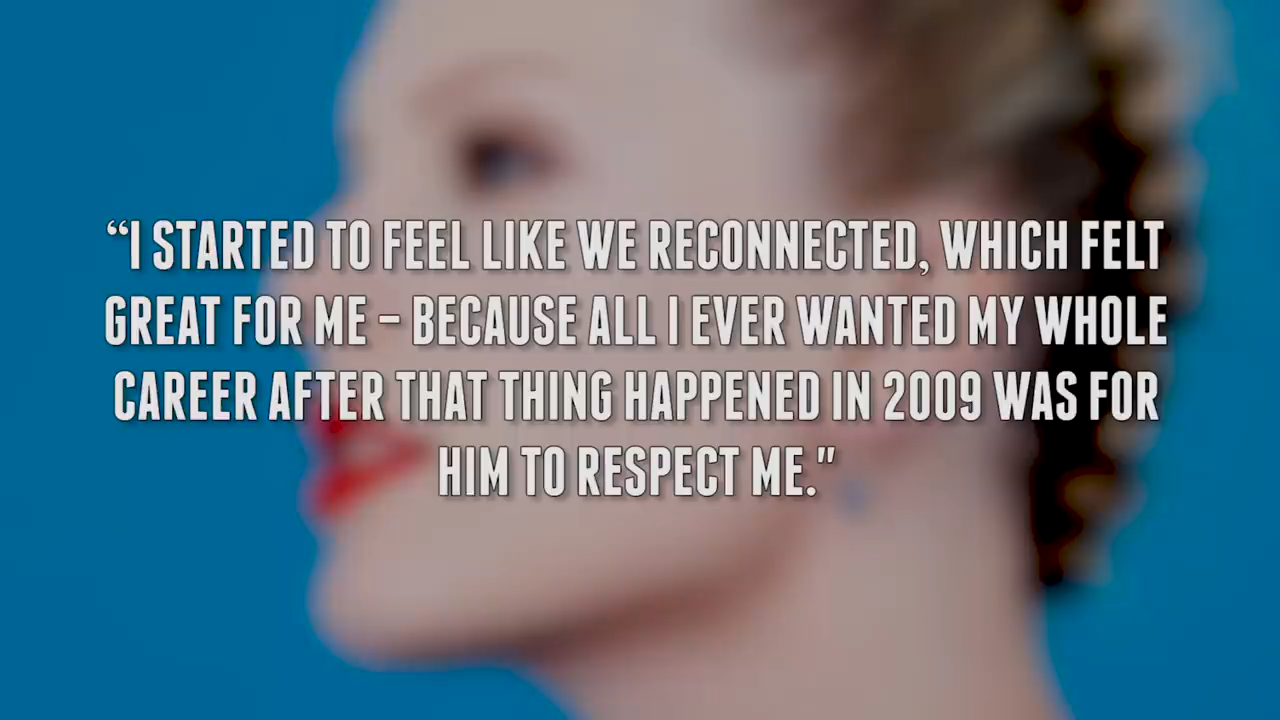 “I STARTED TO FEEL LIKE WE RECONNECTED, WHICH FELT
GREAT FOR ME – BECAUSE ALL I EVER WANTED MY WHOLE
CAREER AFTER THAT THING HAPPENED IN 2009 WAS FOR
HIM TO RESPECT ME."